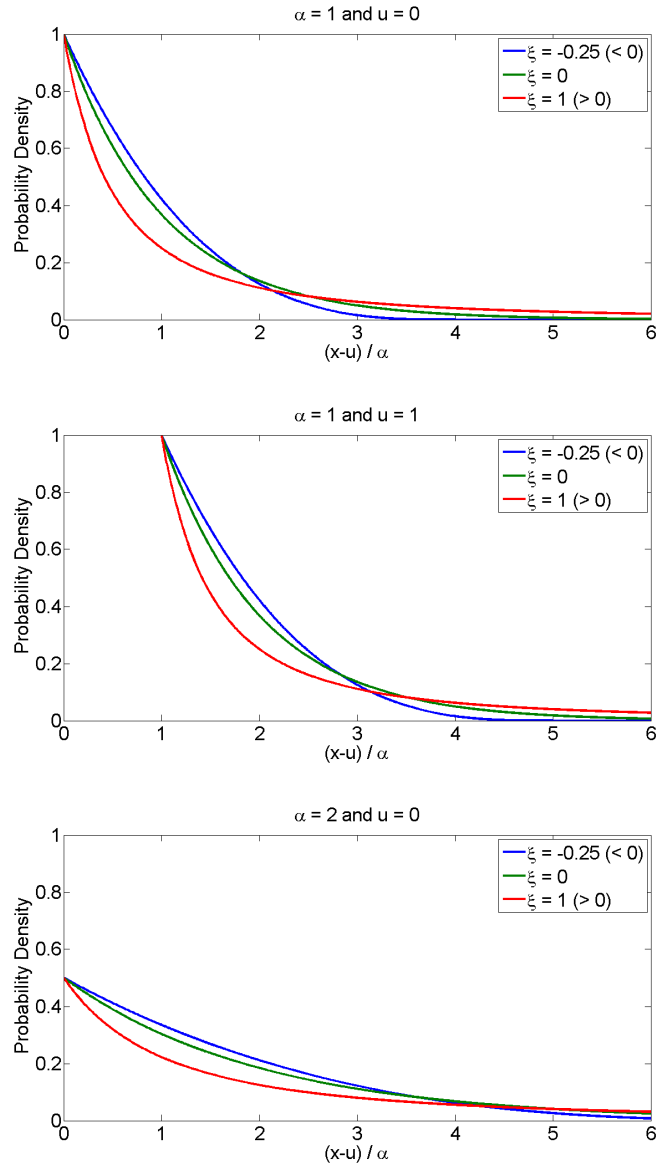 α = 1 and u = 0
1
0.8
0.6
0.4
0.2
0
Probability Density
ξ = -0.25 (< 0)
ξ = 0
ξ = 1 (> 0)
0 1 2 3 4 5 6
(x-u) / α
α = 1 and u = 1
1
0.8
0.6
0.4
0.2
0
Probability Density
ξ = -0.25 (< 0)
ξ = 0
ξ = 1 (> 0)
0 1 2 3 4 5 6
(x-u) / α
α = 2 and u = 0
1
0.8
0.6
0.4
0.2
0
Probability Density
ξ = -0.25 (< 0)
ξ = 0
ξ = 1 (> 0)
0 1 2 3 4 5 6
(x-u) / α